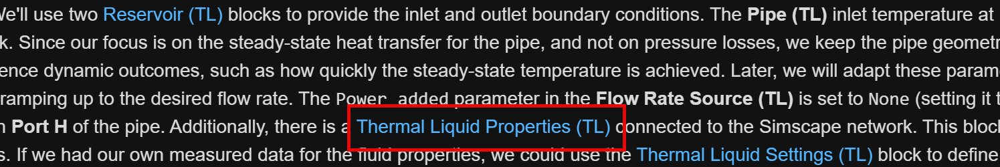 We'll use two Reservoir (TL) blocks to provide the inlet and outlet boundary conditions. The Pipe (TL) inlet temperature at
k. Since our focus is on the steady-state heat transfer for the pipe, and not on pressure losses, we keep the pipe geometr
ence dynamic outcomes, such as how quickly the steady-state temperature is achieved. Later, we will adapt these parame
ramping up to the desired flow rate. The Power added parameter in the Flow Rate Source (TL) is set to None (setting it t
n Port H of the pipe. Additionally, there is a Thermal Liquid Properties (TL) connected to the Simscape network. This block
s. If we had our own measured data for the fluid properties, we could use the Thermal Liquid Settings (TL) block to define